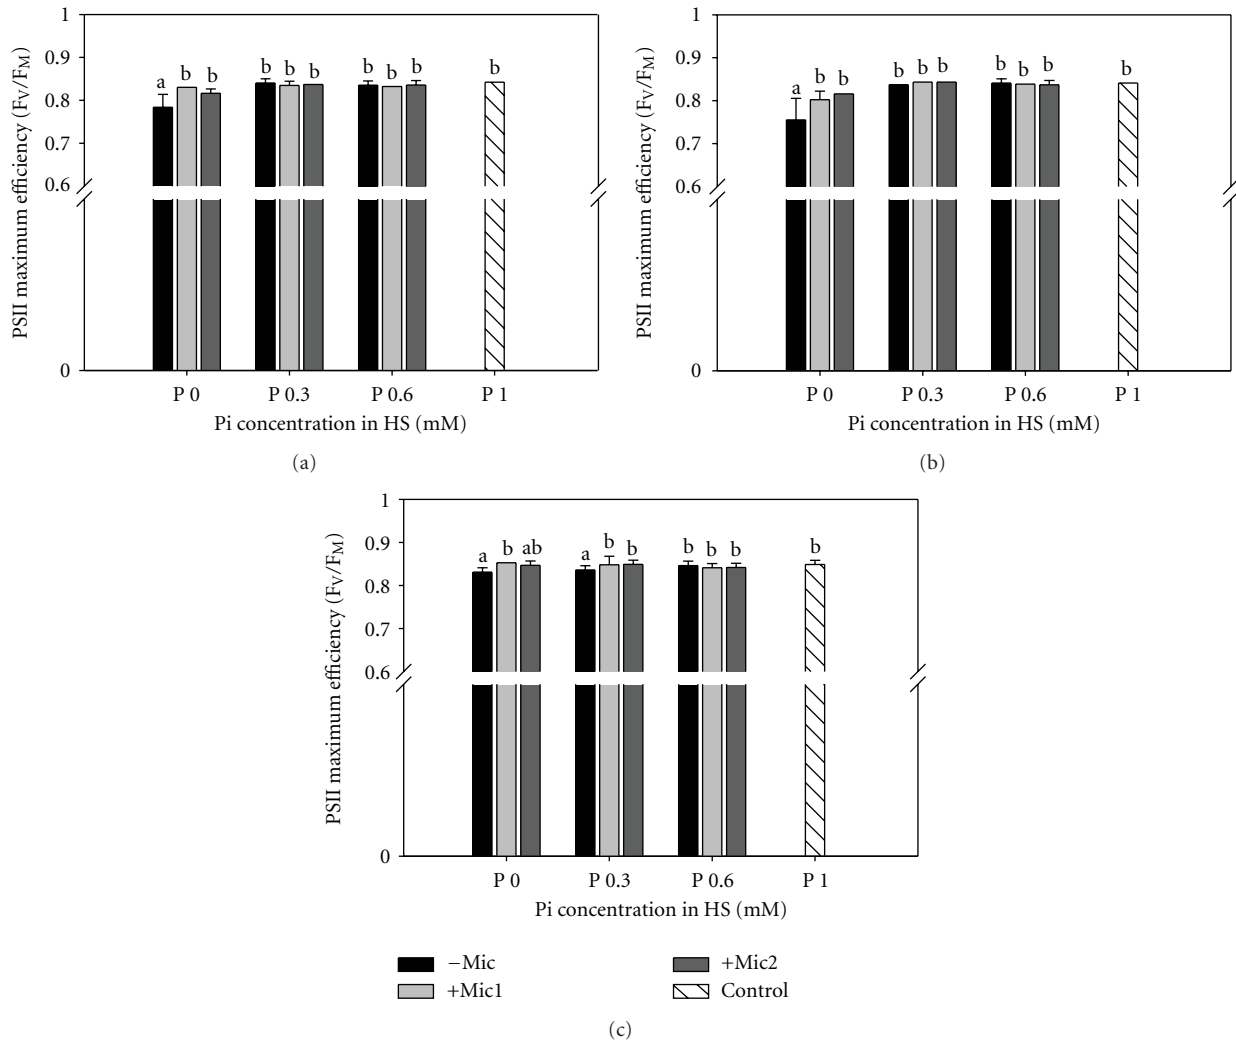 1
0.9
0.8
0.7
0.6
0
PSII maximum efficiency (FV/FM)
a b b b b b b b b b
P 0 P 0.3 P 0.6 P 1
Pi concentration in HS (mM)
(a)
1
0.9
0.8
0.7
0.6
0
PSII maximum efficiency (FV/FM)
a b b b b b b b b b
P 0 P 0.3 P 0.6 P 1
Pi concentration in HS (mM)
(b)
1
0.9
0.8
0.7
0.6
0
PSII maximum efficiency (FV/FM)
a b ab a b b b b b b
P 0 P 0.3 P 0.6 P 1
Pi concentration in HS (mM)
−Mic +Mic2
+Mic1 Control
(c)